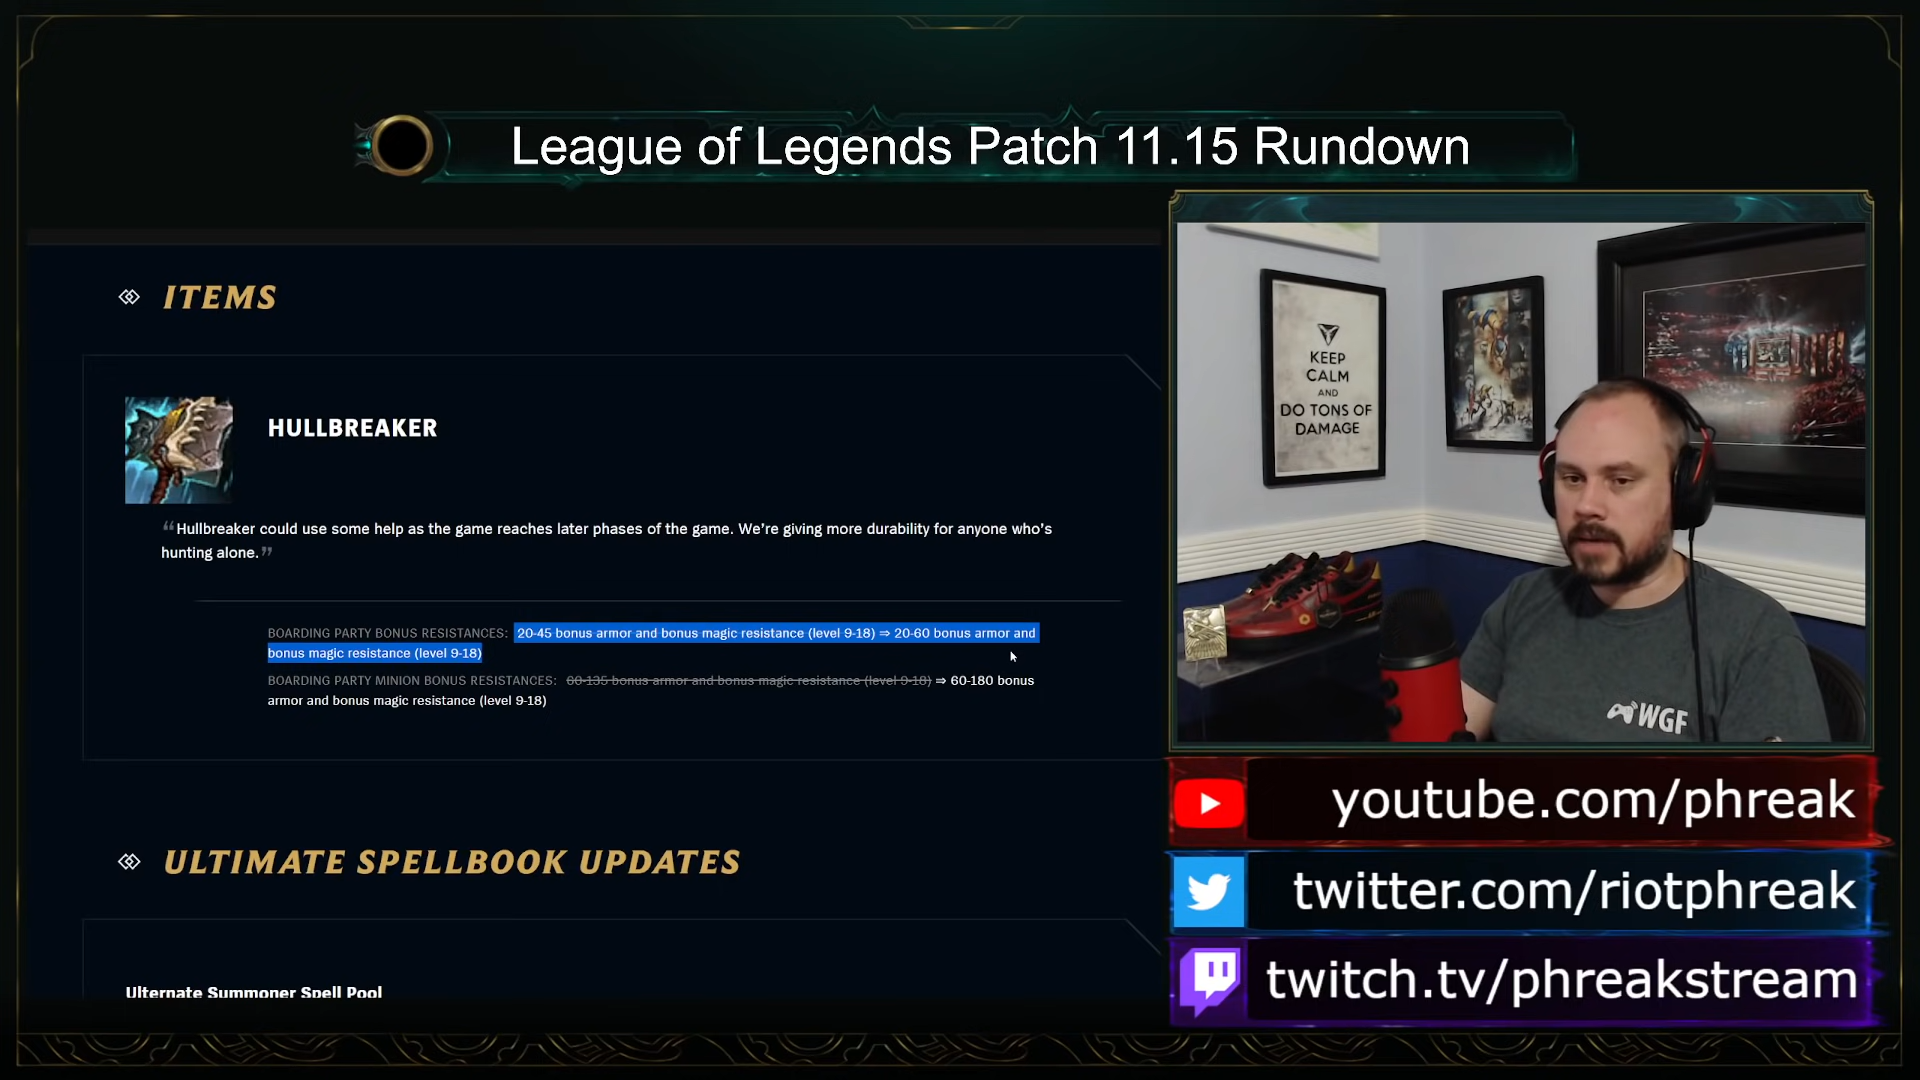 League of Legends Patch 11.15 Rundown
ITEMS
HULLBREAKER
“Hullbreaker could use some help as the game reaches later phases of the game. We’re giving more durability for anyone who’s
hunting alone.”
BOARDING PARTY BONUS RESISTANCES: 20-45 bonus armor and bonus magic resistance (level 9-18) ⇒ 20-60 bonus armor and
bonus magic resistance (level 9-18)
BOARDING PARTY MINION BONUS RESISTANCES: 60-135 bonus armor and bonus magic resistance (level 9-18) ⇒ 60-180 bonus
armor and bonus magic resistance (level 9-18)
ULTIMATE SPELLBOOK UPDATES
Ulternate Summoner Spell Pool
KEEP
CALM
AND
DO TONS OF
DAMAGE
WGF
youtube.com/phreak
twitter.com/riotphreak
twitch.tv/phreakstream